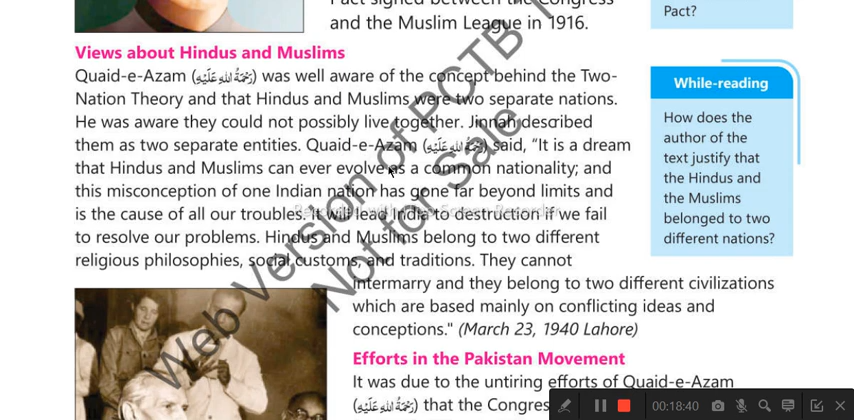 Pact signed between the Congress
and the Muslim League in 1916.
Pact?
Views about Hindus and Muslims
Quaid-e-Azam (رَحْمَةُ اللهِ عَلَيْهِ) was well aware of the concept behind the Two-
Nation Theory and that Hindus and Muslims were two separate nations.
He was aware they could not possibly live together. Jinnah described
them as two separate entities. Quaid-e-Azam (رَحْمَةُ اللهِ عَلَيْهِ) said, “It is a dream
that Hindus and Muslims can ever evolve as a common nationality; and
this misconception of one Indian nation has gone far beyond limits and
is the cause of all our troubles. It will lead India to destruction if we fail
to resolve our problems. Hindus and Muslims belong to two different
religious philosophies, social customs, and traditions. They cannot
intermarry and they belong to two different civilizations
which are based mainly on conflicting ideas and
conceptions." (March 23, 1940 Lahore)
Efforts in the Pakistan Movement
It was due to the untiring efforts of Quaid-e-Azam
(رَحْمَةُ اللهِ عَلَيْهِ) that the Congres
While-reading
How does the
author of the
text justify that
the Hindus and
the Muslims
belonged to two
different nations?
Web Version of PCTB
Not for Sale
00:18:40